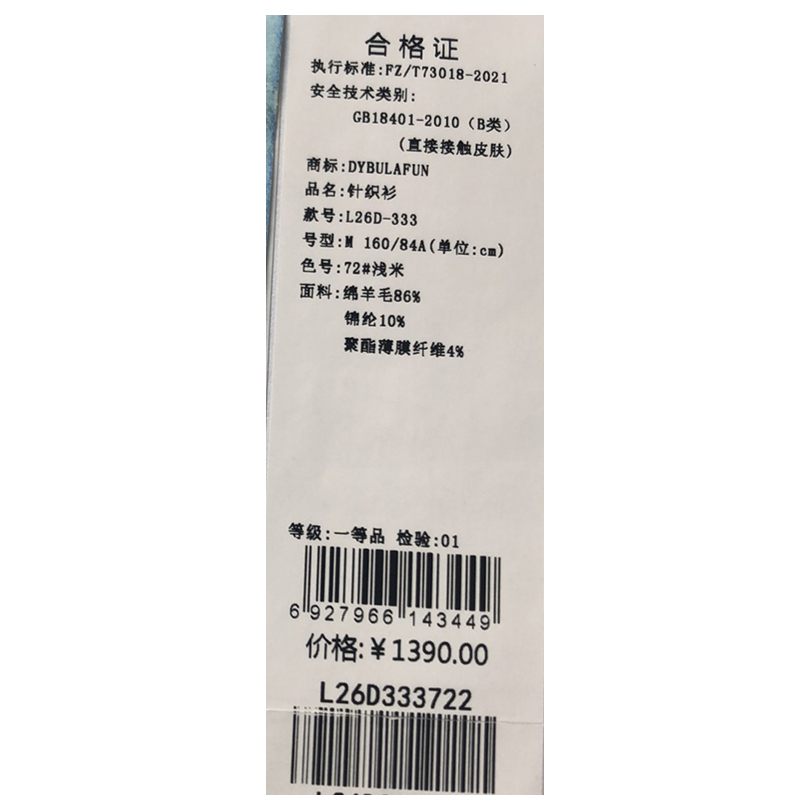 合格证
执行标准:FZ/T73018-2021
安全技术类别:
GB18401-2010（B类）
(直接接触皮肤)
商标:DYBULAFUN
品名:针织衫
款号:L26D-333
号型:M 160/84A(单位:cm)
色号:72#浅米
面料:绵羊毛86%
锦纶10%
聚酯薄膜纤维4%
等级:一等品 检验:01
6 927966 143449
价格:¥1390.00
L26D333722